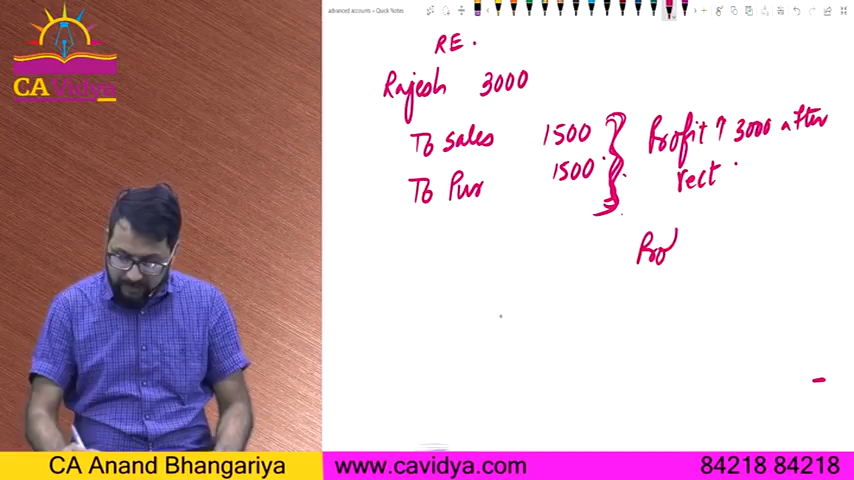 CA Vidya
advanced accounts » Quick Notes
RE.
Rajesh 3000
To Sales 1500
To Pur 1500
Profit ↑ 3000 after
rect.
Pro
CA Anand Bhangariya
www.cavidya.com
84218 84218